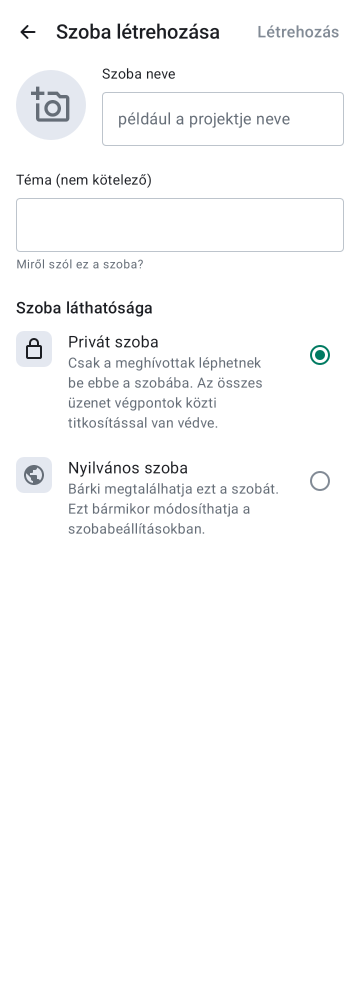 Szoba létrehozása
Létrehozás
Szoba neve
például a projektje neve
Téma (nem kötelező)
Miről szól ez a szoba?
Szoba láthatósága
Privát szoba
Csak a meghívottak léphetnek
be ebbe a szobába. Az összes
üzenet végpontok közti
titkosítással van védve.
Nyilvános szoba
Bárki megtalálhatja ezt a szobát.
Ezt bármikor módosíthatja a
szobabeállításokban.